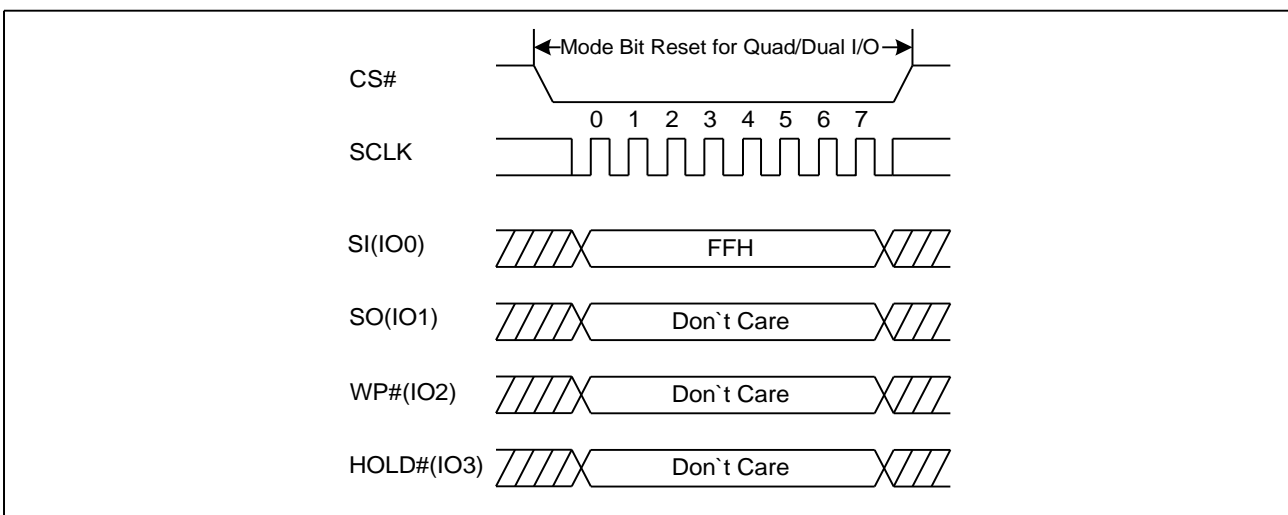 Mode Bit Reset for Quad/Dual I/O
CS#
0 1 2 3 4 5 6 7
SCLK
SI(IO0) FFH
SO(IO1) Don`t Care
WP#(IO2) Don`t Care
HOLD#(IO3) Don`t Care